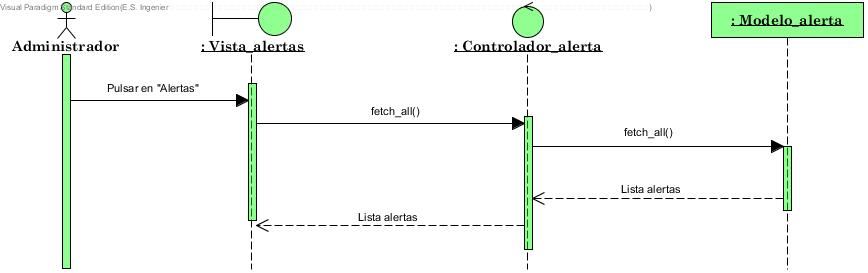 Visual Paradigm Standard Edition(E.S. Ingenier
Administrador
: Vista_alertas
: Controlador_alerta
: Modelo_alerta
Pulsar en "Alertas"
fetch_all()
fetch_all()
Lista alertas
Lista alertas